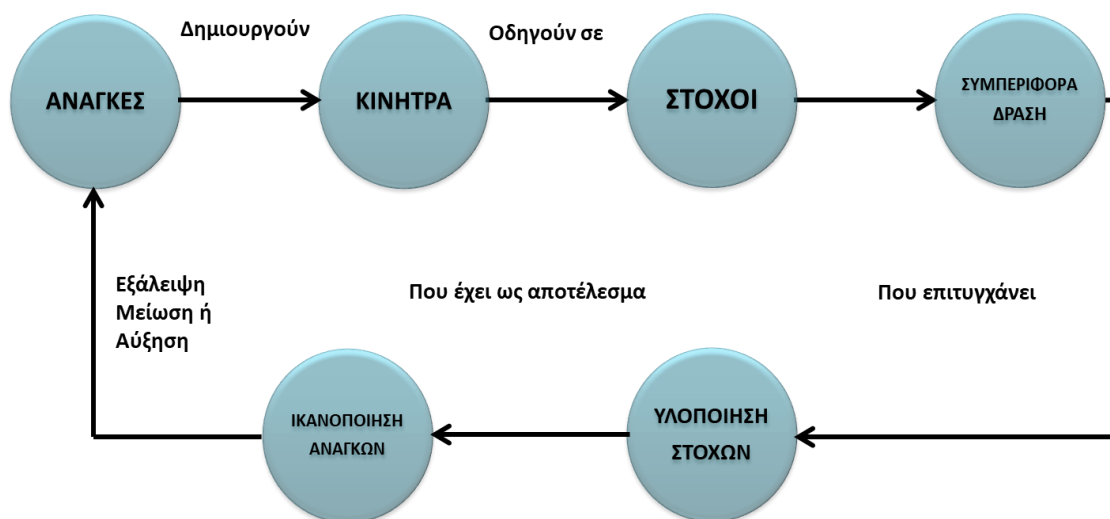 Δημιουργούν
Οδηγούν σε
ΑΝΑΓΚΕΣ
ΚΙΝΗΤΡΑ
ΣΤΟΧΟΙ
ΣΥΜΠΕΡΙΦΟΡΑ
ΔΡΑΣΗ
Εξάλειψη
Μείωση ή
Αύξηση
Που έχει ως αποτέλεσμα
Που επιτυγχάνει
ΙΚΑΝΟΠΟΙΗΣΗ
ΑΝΑΓΚΩΝ
ΥΛΟΠΟΙΗΣΗ
ΣΤΟΧΩΝ